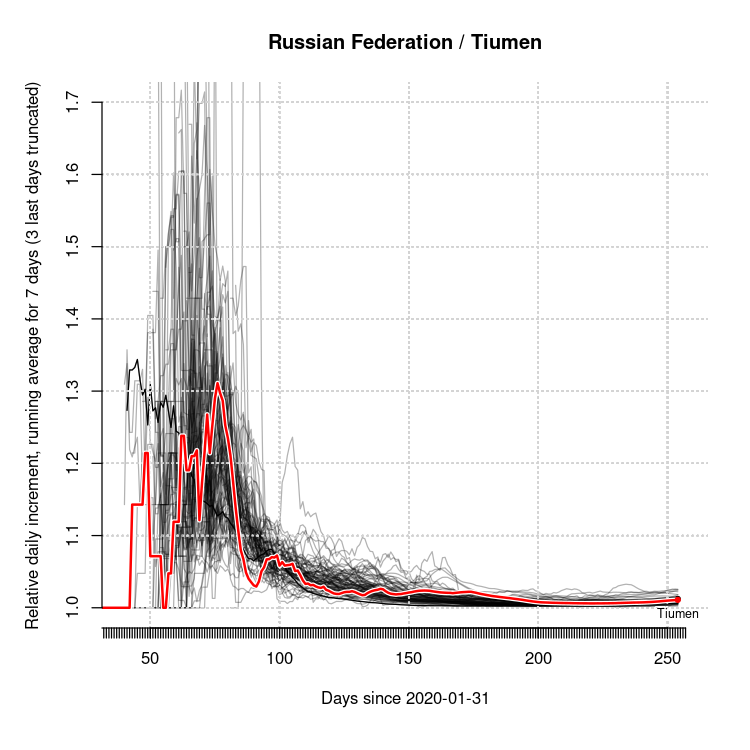 Russian Federation / Tiumen
Relative daily increment, running average for 7 days (3 last days truncated)
1.7
1.6
1.5
1.4
1.3
1.2
1.1
1.0
Tiumen
50 100 150 200 250
Days since 2020-01-31